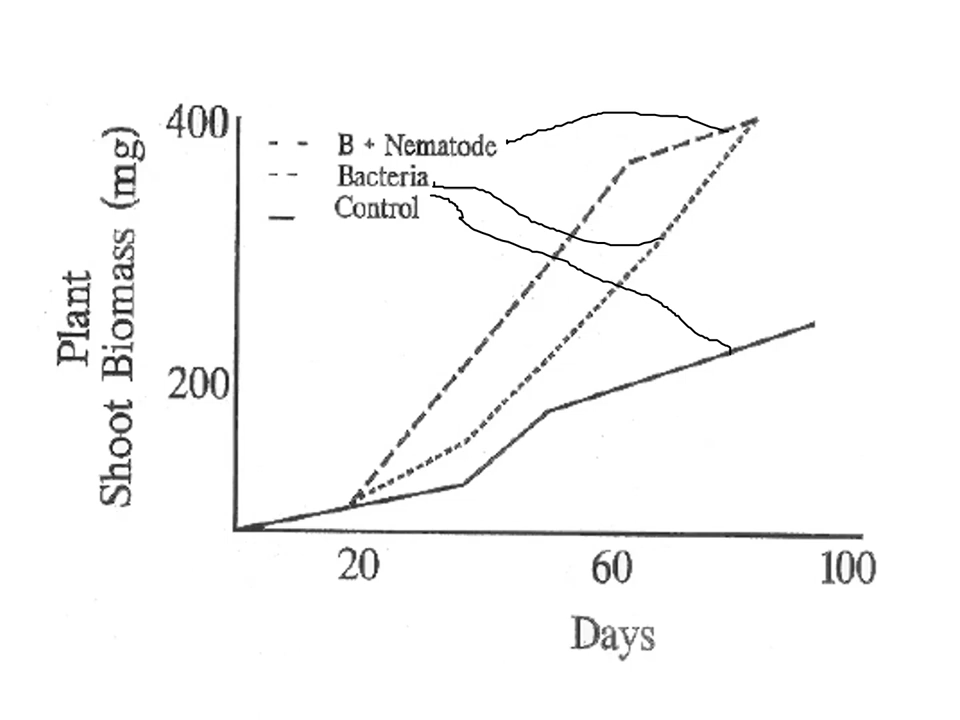 400
- - B + Nematode
-- Bacteria
— Control
Plant
Shoot Biomass (mg)
200
20 60 100
Days